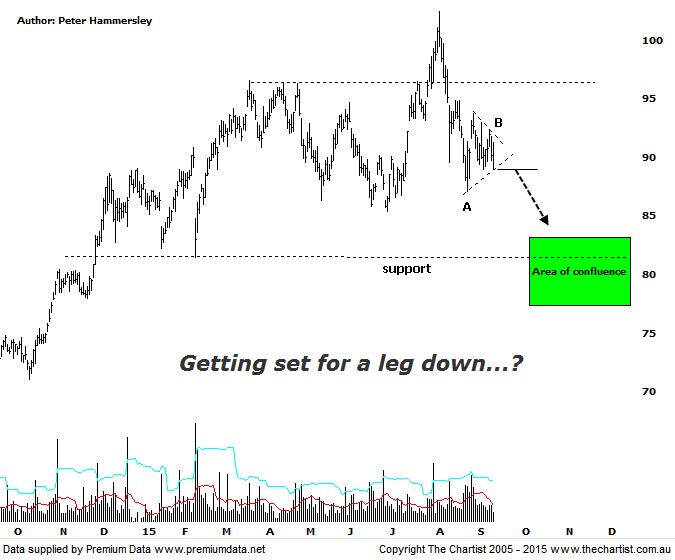 Author: Peter Hammersley
100
95
B
90
85
A
support
Area of confluence
80
75
Getting set for a leg down...?
70
O N D 15 F M A M J J A S O N D
Data supplied by Premium Data www.premiumdata.net
Copyright The Chartist 2005 - 2015 www.thechartist.com.au